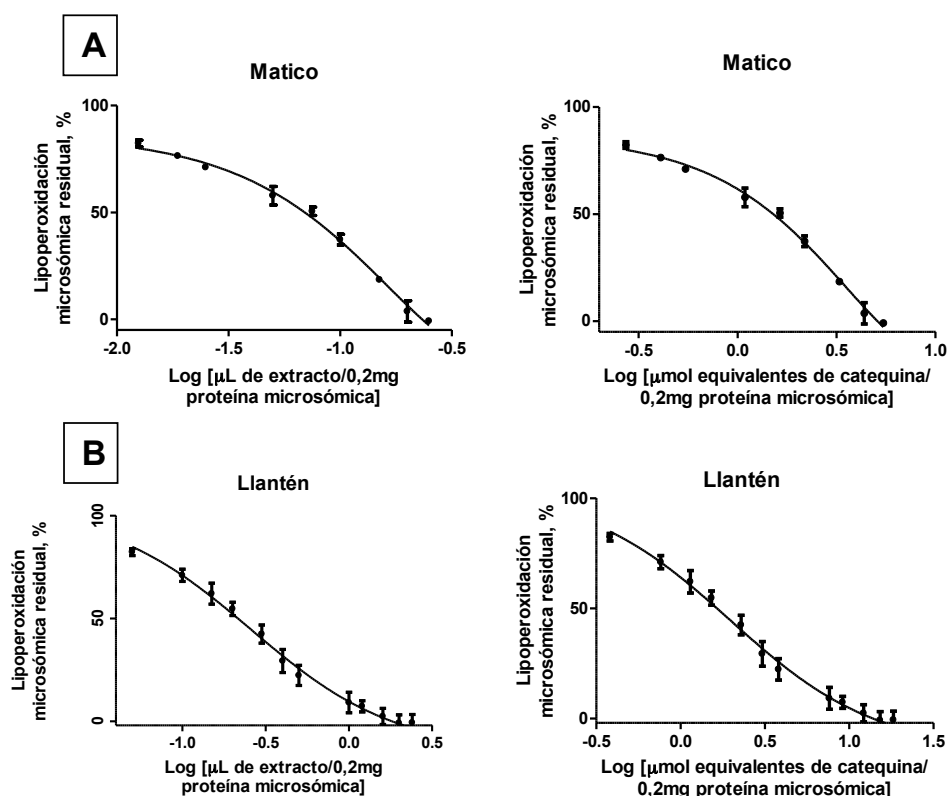 A
Matico
Lipoperoxidación
microsómica residual, %
100
50
0
-2.0 -1.5 -1.0 -0.5
Log [μL de extracto/0,2mg
proteína microsómica]
Matico
Lipoperoxidación
microsómica residual, %
100
50
0
-0.5 0.0 0.5 1.0
Log [μmol equivalentes de catequina/
0,2mg proteína microsómica]
B
Llantén
Lipoperoxidación
microsómica residual, %
100
50
0
-1.0 -0.5 0.0 0.5
Log [μL de extracto/0,2mg
proteína microsómica]
Llantén
Lipoperoxidación
microsómica residual, %
100
50
0
-0.5 0.0 0.5 1.0 1.5
Log [μmol equivalentes de catequina/
0,2mg proteína microsómica]